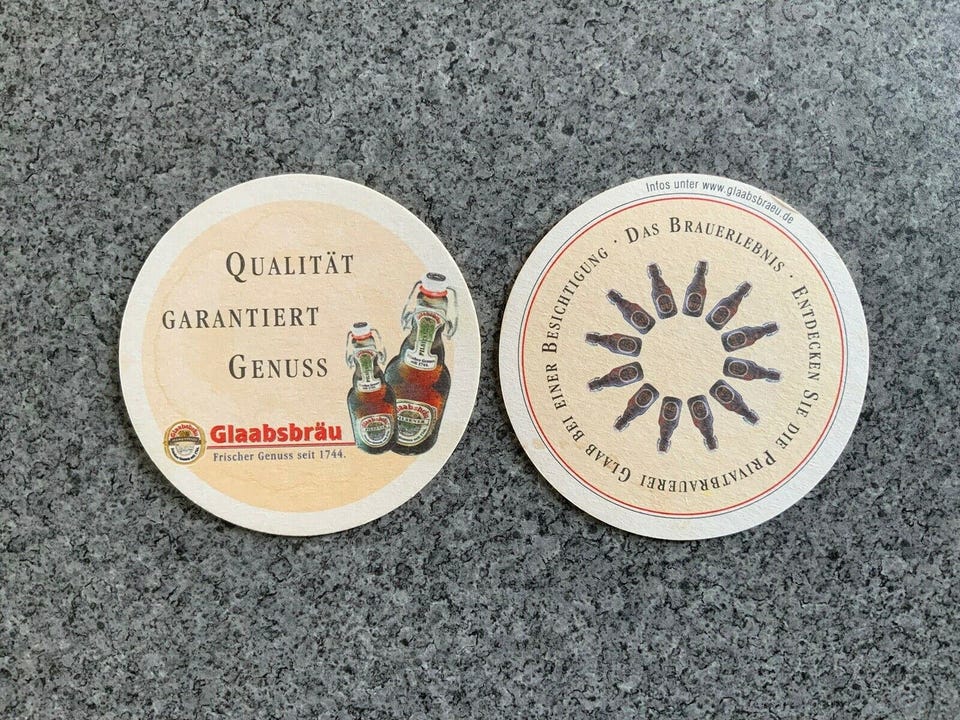 QUALITÄT
GARANTIERT
GENUSS
Glaabsbräu
Frischer Genuss seit 1744.
Infos unter www.glaabsbraeu.de
DAS BRAUERLEBNIS · ENTDECKEN SIE DIE PRIVATBRAUEREI GLAAB BEI EINER BESICHTIGUNG ·